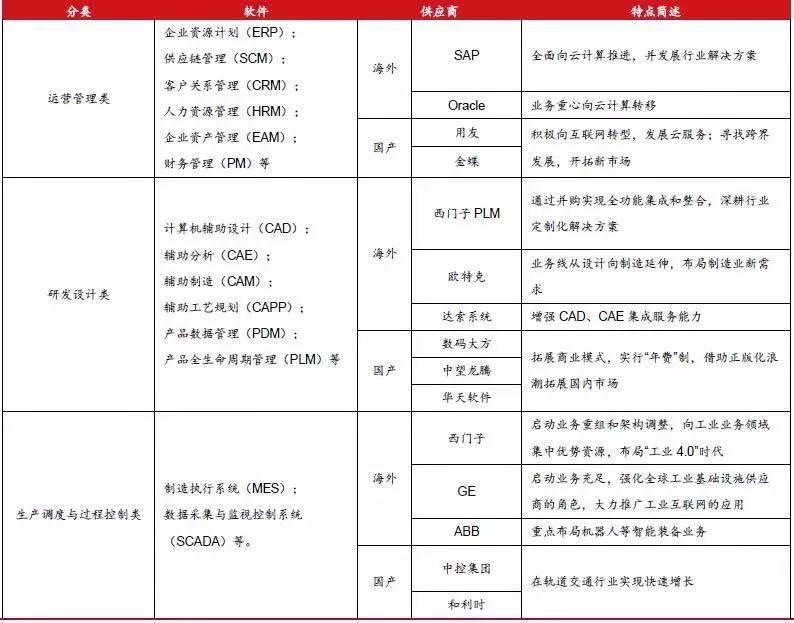 分类 软件 供应商 特点简述
运营管理类
企业资源计划（ERP）；
供应链管理（SCM）；
客户关系管理（CRM）；
人力资源管理（HRM）；
企业资产管理（EAM）；
财务管理（PM）等
海外
SAP
全面向云计算推进，并发展行业解决方案
Oracle
业务重心向云计算转移
国产
用友
金蝶
积极向互联网转型，发展云服务；寻找跨界
发展，开拓新市场
研发设计类
计算机辅助设计（CAD）；
辅助分析（CAE）；
辅助制造（CAM）；
辅助工艺规划（CAPP）；
产品数据管理（PDM）；
产品全生命周期管理（PLM）等
海外
西门子 PLM
通过并购实现全功能集成和整合，深耕行业
定制化解决方案
欧特克
业务线从设计向制造延伸，布局制造业新需
求
达索系统
增强 CAD、CAE 集成服务能力
国产
数码大方
中望龙腾
华天软件
拓展商业模式，实行“年费”制，借助正版化浪
潮拓展国内市场
生产调度与过程控制类
制造执行系统（MES）；
数据采集与监视控制系统
（SCADA）等。
海外
西门子
启动业务重组和架构调整，向工业业务领域
集中优势资源，布局“工业 4.0”时代
GE
启动业务充足，强化全球工业基础设施供应
商的角色，大力推广工业互联网的应用
ABB
重点布局机器人等智能装备业务
国产
中控集团
和利时
在轨道交通行业实现快速增长